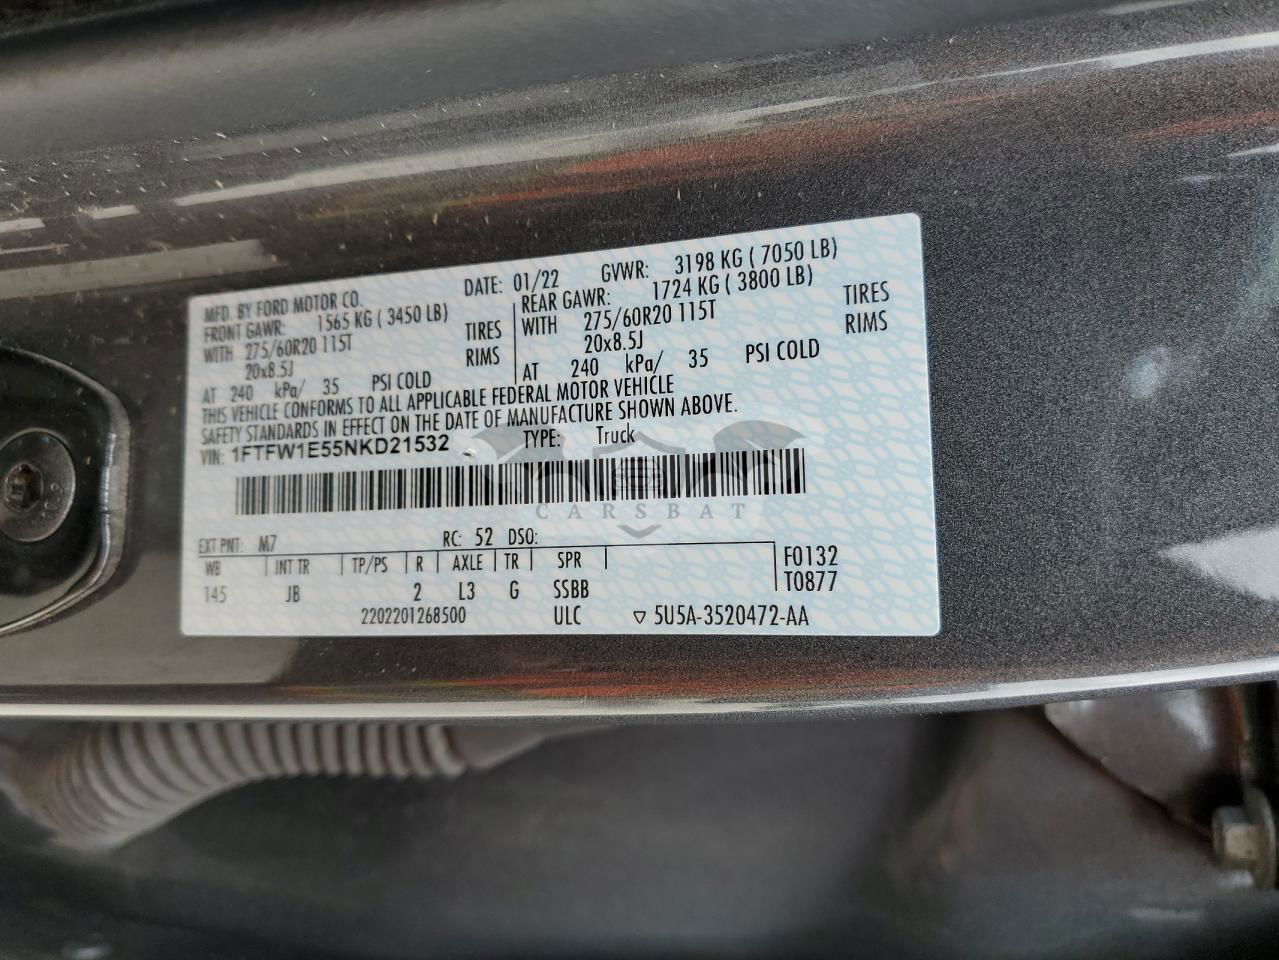 MFD. BY FORD MOTOR CO. DATE: 01/22 GVWR: 3198 KG ( 7050 LB)
FRONT GAWR: 1565 KG ( 3450 LB) REAR GAWR: 1724 KG ( 3800 LB)
WITH 275/60R20 115T TIRES WITH 275/60R20 115T TIRES
20x8.5J RIMS 20x8.5J RIMS
AT 240 kPa/ 35 PSI COLD AT 240 kPa/ 35 PSI COLD
THIS VEHICLE CONFORMS TO ALL APPLICABLE FEDERAL MOTOR VEHICLE
SAFETY STANDARDS IN EFFECT ON THE DATE OF MANUFACTURE SHOWN ABOVE.
VIN: 1FTFW1E55NKD21532 TYPE: Truck
CARSBAT
EXT PNT: M7 RC: 52 DSO:
WB INT TR TP/PS R AXLE TR SPR F0132
145 JB 2 L3 G SSBB T0877
2202201268500 ULC ▽ 5U5A-3520472-AA